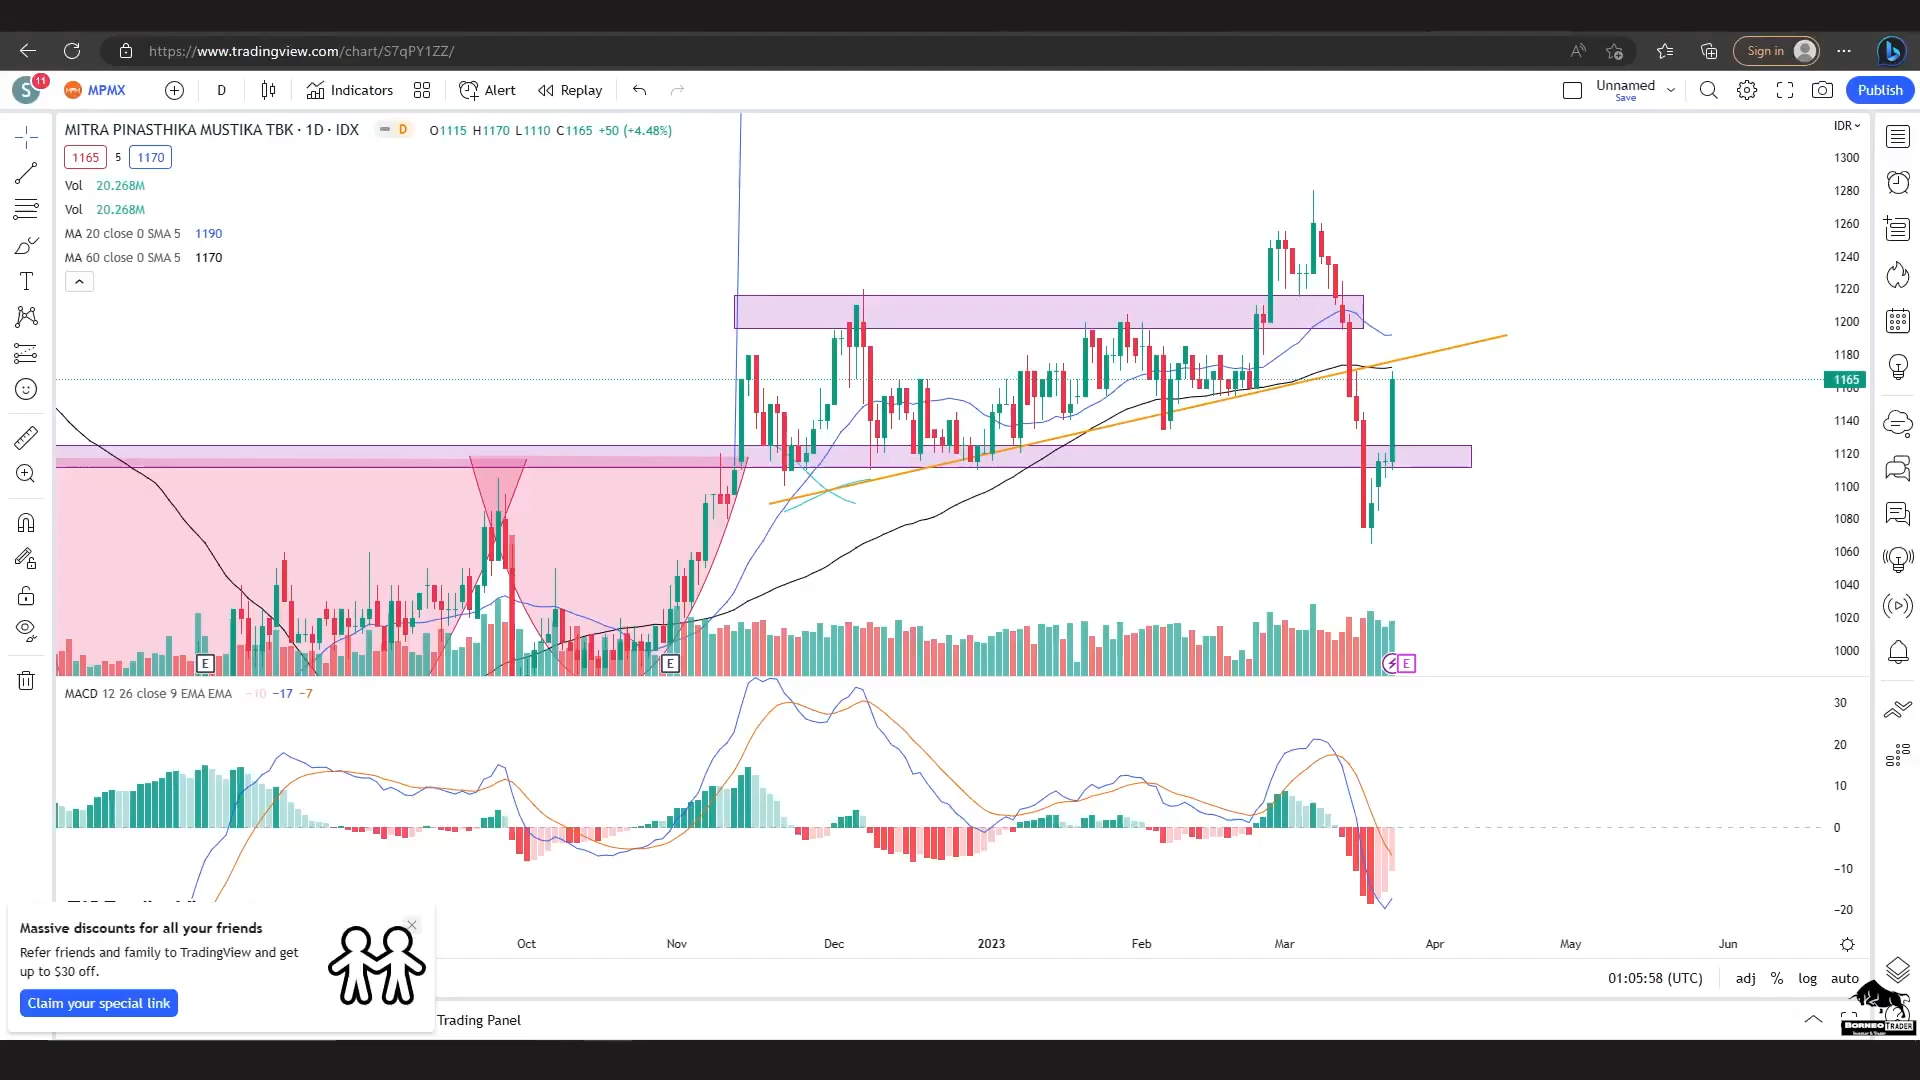 https://www.tradingview.com/chart/S7qPY1ZZ/
Sign in
S 11 MPMX D Indicators Alert Replay Unnamed Publish
Save
MITRA PINASTHIKA MUSTIKA TBK · 1D · IDX D O1115 H1170 L1110 C1165 +50 (+4.48%)
1165 5 1170
Vol 20.268M
Vol 20.268M
MA 20 close 0 SMA 5 1190
MA 60 close 0 SMA 5 1170
IDR
1300
1280
1260
1240
1220
1200
1180
1165
1140
1120
1100
1080
1060
1040
1020
1000
E E E
MACD 12 26 close 9 EMA EMA −10 −17 −7
30
20
10
0
−10
−20
Oct Nov Dec 2023 Feb Mar Apr May Jun
Massive discounts for all your friends
Refer friends and family to TradingView and get
up to $30 off.
Claim your special link
01:05:58 (UTC) adj % log auto
Trading Panel
BORNEO TRADER